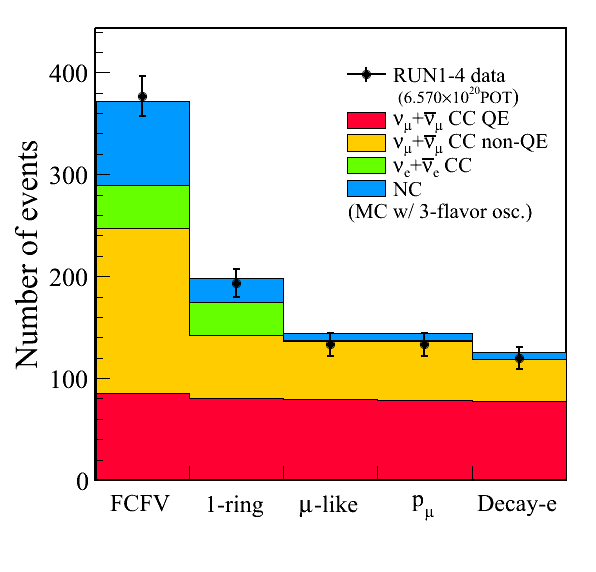 Number of events
400
300
200
100
0
RUN1-4 data
(6.570×10²⁰POT)
ν_μ+ν̅_μ CC QE
ν_μ+ν̅_μ CC non-QE
ν_e+ν̅_e CC
NC
(MC w/ 3-flavor osc.)
FCFV 1-ring μ-like p_μ Decay-e